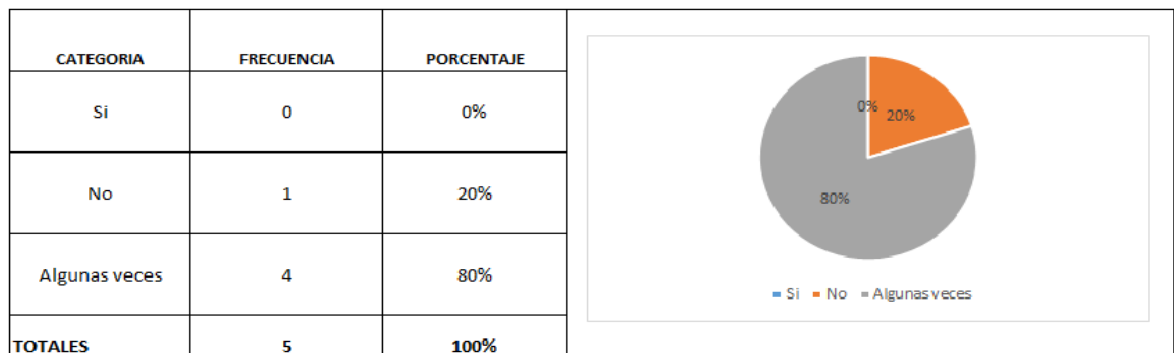 CATEGORIA FRECUENCIA PORCENTAJE
Si 0 0%
No 1 20%
Algunas veces 4 80%
TOTALES 5 100%
0% 20%
80%
Si No Algunas veces